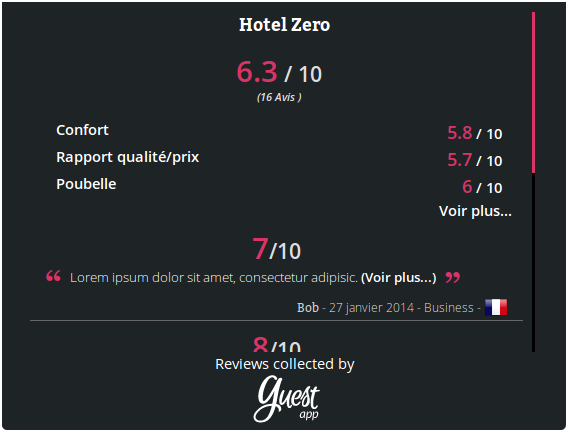 Hotel Zero
6.3 / 10
(16 Avis )
Confort 5.8 / 10
Rapport qualité/prix 5.7 / 10
Poubelle 6 / 10
Voir plus...
7/10
“ Lorem ipsum dolor sit amet, consectetur adipisic. (Voir plus...) ”
Bob - 27 janvier 2014 - Business -
8/10
Reviews collected by
Guest
app